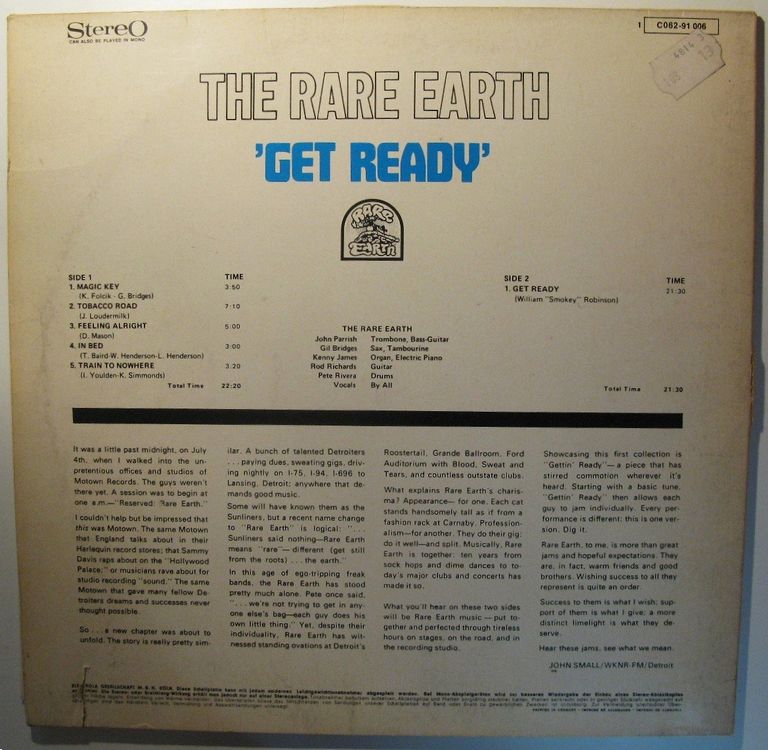 StereO
CAN ALSO BE PLAYED IN MONO
1 C062-91 006
4814 3
THE RARE EARTH
'GET READY'
RARE
EARTH
SIDE 1 TIME
1. MAGIC KEY 3:50
(K. Folcik - G. Bridges)
2. TOBACCO ROAD 7:10
(J. Loudermilk)
3. FEELING ALRIGHT 5:00
(D. Mason)
4. IN BED 3:00
(T. Baird-W. Henderson-L. Henderson)
5. TRAIN TO NOWHERE 3.20
(I. Youlden-K. Simmonds)
Total Time 22:20
THE RARE EARTH
John Parrish Trombone, Bass-Guitar
Gil Bridges Sax, Tambourine
Kenny James Organ, Electric Piano
Rod Richards Guitar
Pete Rivera Drums
Vocals By All
SIDE 2 TIME
1. GET READY 21:30
(William "Smokey" Robinson)
Total Time 21:30
It was a little past midnight, on July
4th, when I walked into the un-
pretentious offices and studios of
Motown Records. The guys weren't
there yet. A session was to begin at
one a.m.—"Reserved: Rare Earth."
I couldn't help but be impressed that
this was Motown. The same Motown
that England talks about in their
Harlequin record stores; that Sammy
Davis raps about on the "Hollywood
Palace;" or musicians rave about for
studio recording "sound." The same
Motown that gave many fellow De-
troiters dreams and successes never
thought possible.
So . . . a new chapter was about to
unfold. The story is really pretty sim-
ilar. A bunch of talented Detroiters
. . . paying dues, sweating gigs, driv-
ing nightly on I-75, I-94, I-696 to
Lansing, Detroit; anywhere that de-
mands good music.
Some will have known them as the
Sunliners, but a recent name change
to "Rare Earth" is logical: ". . .
Sunliners said nothing—Rare Earth
means "rare"— different (get still
from the roots) . . . the earth."
In this age of ego-tripping freak
bands, the Rare Earth has stood
pretty much alone. Pete once said,
". . . we're not trying to get in any-
one else's bag—each guy does his
own little thing." Yet, despite their
individuality, Rare Earth has wit-
nessed standing ovations at Detroit's
Roostertail, Grande Ballroom, Ford
Auditorium with Blood, Sweat and
Tears, and countless outstate clubs.
What explains Rare Earth's charis-
ma? Appearance— for one. Each cat
stands handsomely tall as if from a
fashion rack at Carnaby. Profession-
alism—for another. They do their gig:
do it well—and split. Musically, Rare
Earth is together: ten years from
sock hops and dime dances to to-
day's major clubs and concerts has
made it so.
What you'll hear on these two sides
will be Rare Earth music — put to-
gether and perfected through tireless
hours on stages, on the road, and in
the recording studio.
Showcasing this first collection is
"Gettin' Ready"— a piece that has
stirred commotion wherever it's
heard. Starting with a basic tune,
"Gettin' Ready" then allows each
guy to jam individually. Every per-
formance is different: this is one ver-
sion. Dig it.
Rare Earth, to me, is more than great
jams and hopeful expectations. They
are, in fact, warm friends and good
brothers. Wishing success to all they
represent is quite an order.
Success to them is what I wish; sup-
port of them is what I give; a more
distinct limelight is what they de-
serve.
Hear these jams, see what we mean.
JOHN SMALL/WKNR-FM/Detroit